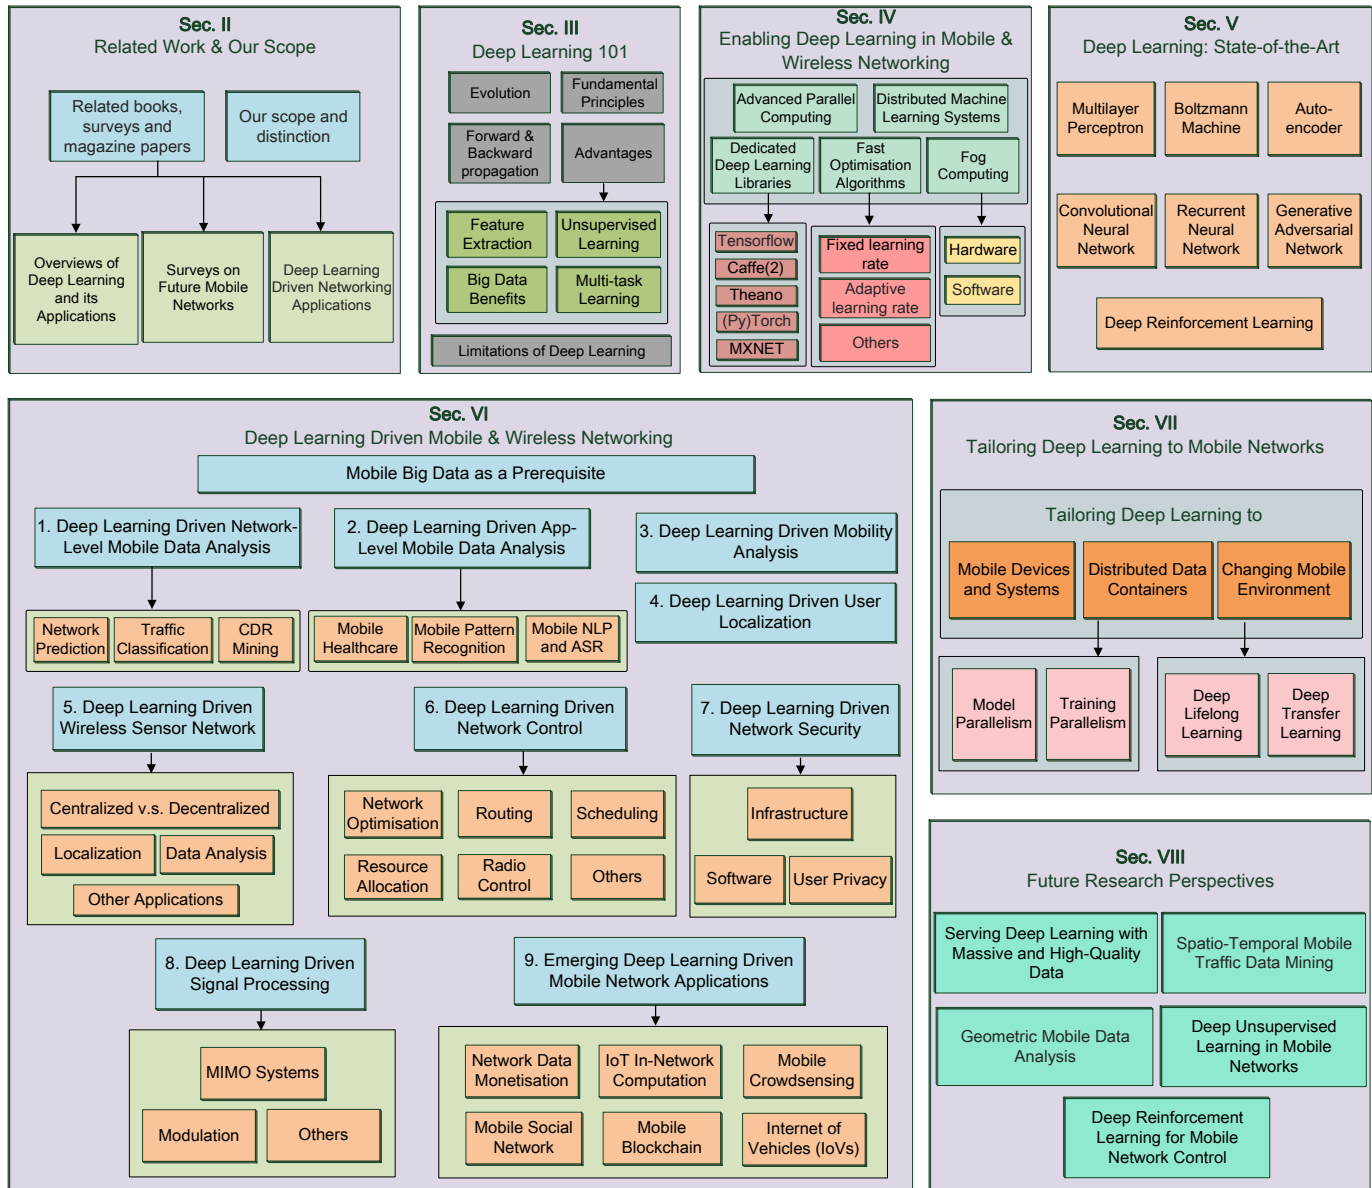 Sec. II
Related Work & Our Scope
Related books,
surveys and
magazine papers
Our scope and
distinction
Overviews of
Deep Learning
and its
Applications
Surveys on
Future Mobile
Networks
Deep Learning
Driven Networking
Applications
Sec. III
Deep Learning 101
Evolution
Fundamental
Principles
Forward &
Backward
propagation
Advantages
Feature
Extraction
Unsupervised
Learning
Big Data
Benefits
Multi-task
Learning
Limitations of Deep Learning
Sec. IV
Enabling Deep Learning in Mobile &
Wireless Networking
Advanced Parallel
Computing
Distributed Machine
Learning Systems
Dedicated
Deep Learning
Libraries
Fast
Optimisation
Algorithms
Fog
Computing
Tensorflow
Caffe(2)
Theano
(Py)Torch
MXNET
Fixed learning
rate
Adaptive
learning rate
Others
Hardware
Software
Sec. V
Deep Learning: State-of-the-Art
Multilayer
Perceptron
Boltzmann
Machine
Auto-
encoder
Convolutional
Neural
Network
Recurrent
Neural
Network
Generative
Adversarial
Network
Deep Reinforcement Learning
Sec. VI
Deep Learning Driven Mobile & Wireless Networking
Mobile Big Data as a Prerequisite
1. Deep Learning Driven Network-
Level Mobile Data Analysis
2. Deep Learning Driven App-
Level Mobile Data Analysis
3. Deep Learning Driven Mobility
Analysis
4. Deep Learning Driven User
Localization
Network
Prediction
Traffic
Classification
CDR
Mining
Mobile
Healthcare
Mobile Pattern
Recognition
Mobile NLP
and ASR
5. Deep Learning Driven
Wireless Sensor Network
6. Deep Learning Driven
Network Control
7. Deep Learning Driven
Network Security
Centralized v.s. Decentralized
Localization
Data Analysis
Other Applications
Network
Optimisation
Routing
Scheduling
Resource
Allocation
Radio
Control
Others
Infrastructure
Software
User Privacy
8. Deep Learning Driven
Signal Processing
9. Emerging Deep Learning Driven
Mobile Network Applications
MIMO Systems
Modulation
Others
Network Data
Monetisation
IoT In-Network
Computation
Mobile
Crowdsensing
Mobile Social
Network
Mobile
Blockchain
Internet of
Vehicles (IoVs)
Sec. VII
Tailoring Deep Learning to Mobile Networks
Tailoring Deep Learning to
Mobile Devices
and Systems
Distributed Data
Containers
Changing Mobile
Environment
Model
Parallelism
Training
Parallelism
Deep
Lifelong
Learning
Deep
Transfer
Learning
Sec. VIII
Future Research Perspectives
Serving Deep Learning with
Massive and High-Quality
Data
Spatio-Temporal Mobile
Traffic Data Mining
Geometric Mobile Data
Analysis
Deep Unsupervised
Learning in Mobile
Networks
Deep Reinforcement
Learning for Mobile
Network Control